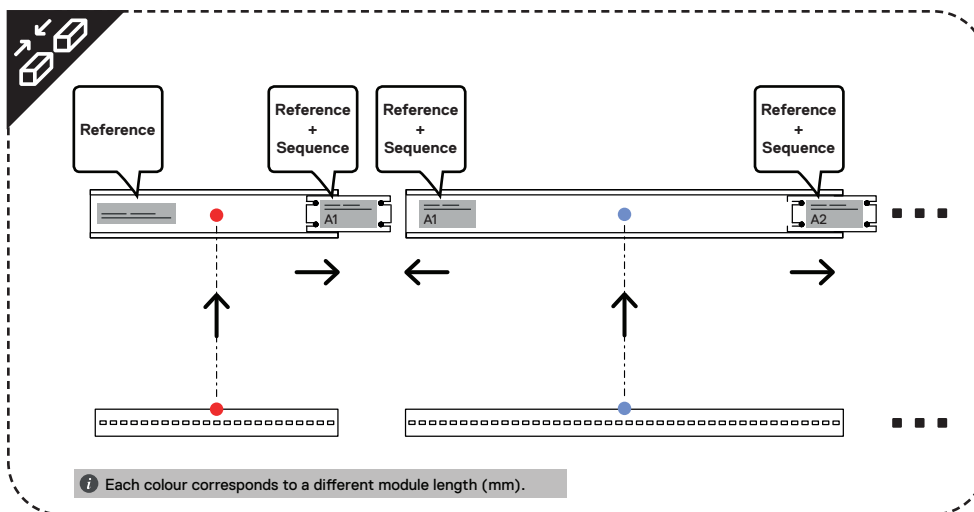 Reference
Reference
+
Sequence
Reference
+
Sequence
Reference
+
Sequence
A1
A1
A2
i Each colour corresponds to a different module length (mm).